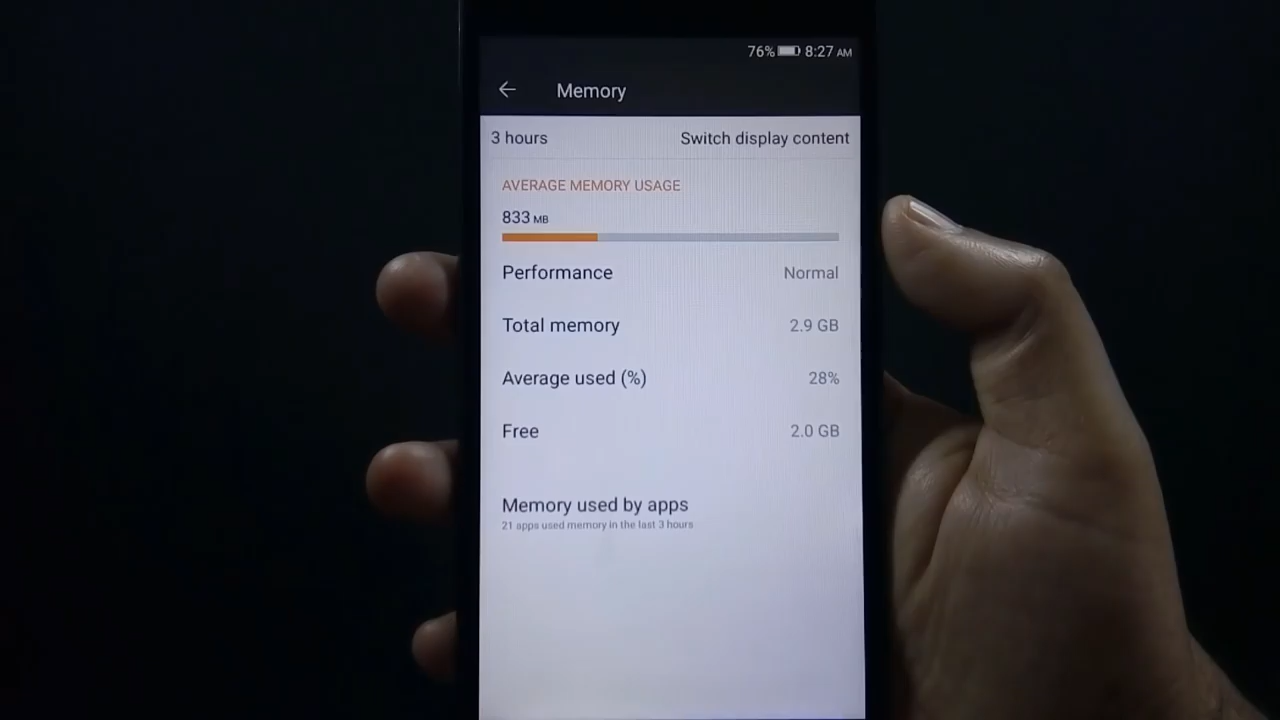 76% 8:27 AM
Memory
3 hours Switch display content
AVERAGE MEMORY USAGE
833 MB
Performance Normal
Total memory 2.9 GB
Average used (%) 28%
Free 2.0 GB
Memory used by apps
21 apps used memory in the last 3 hours